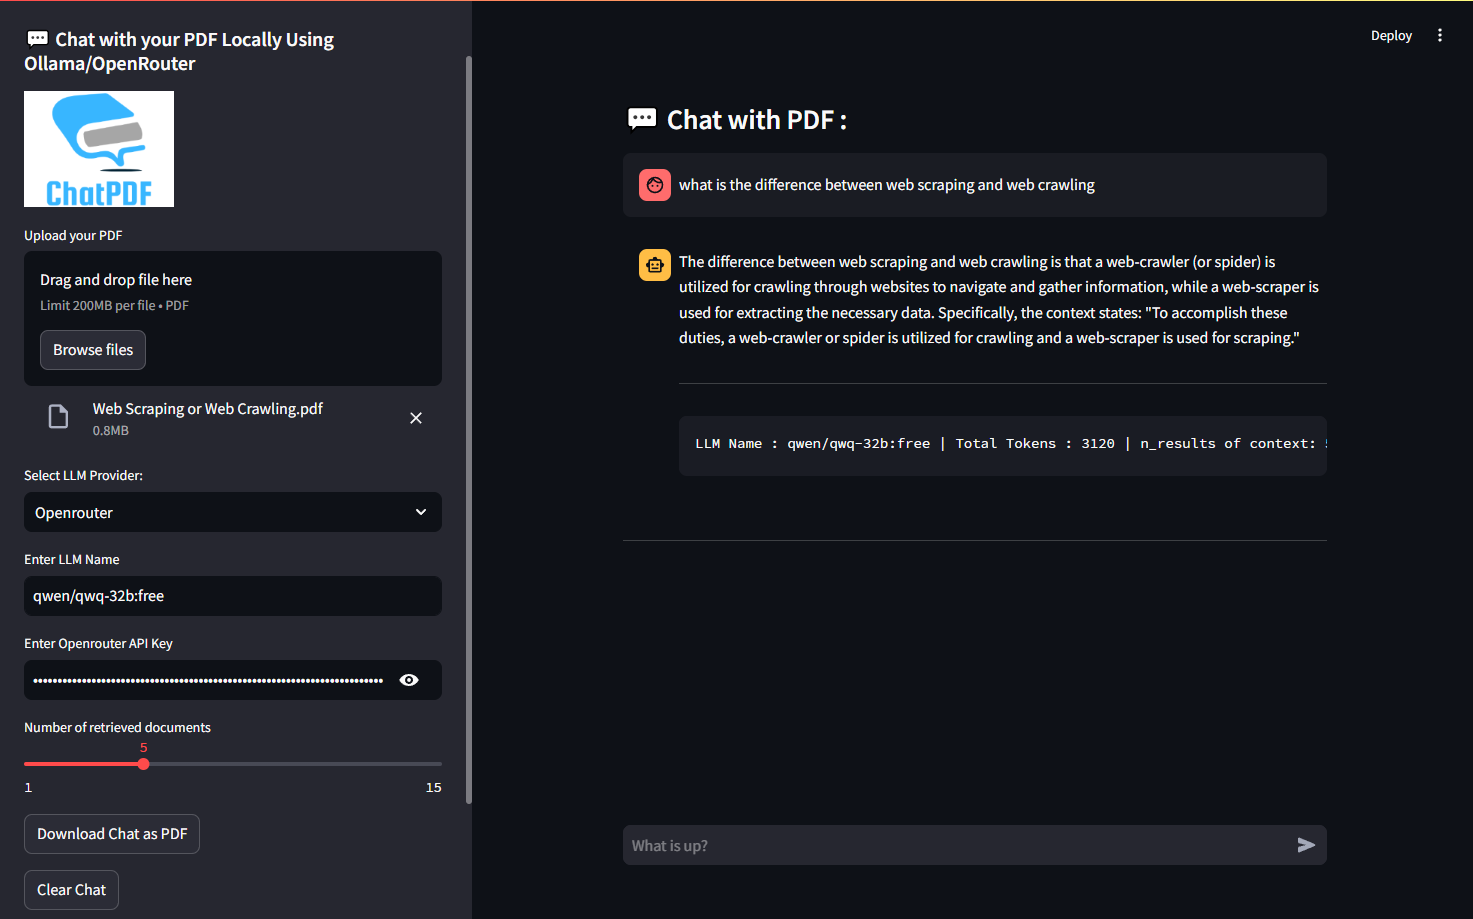 Chat with your PDF Locally Using
Ollama/OpenRouter
ChatPDF
Upload your PDF
Drag and drop file here
Limit 200MB per file • PDF
Browse files
Web Scraping or Web Crawling.pdf
0.8MB
Select LLM Provider:
Openrouter
Enter LLM Name
qwen/qwq-32b:free
Enter Openrouter API Key
Number of retrieved documents
5
1 15
Download Chat as PDF
Clear Chat
Deploy
Chat with PDF :
what is the difference between web scraping and web crawling
The difference between web scraping and web crawling is that a web-crawler (or spider) is
utilized for crawling through websites to navigate and gather information, while a web-scraper is
used for extracting the necessary data. Specifically, the context states: "To accomplish these
duties, a web-crawler or spider is utilized for crawling and a web-scraper is used for scraping."
LLM Name : qwen/qwq-32b:free | Total Tokens : 3120 | n_results of context:
What is up?